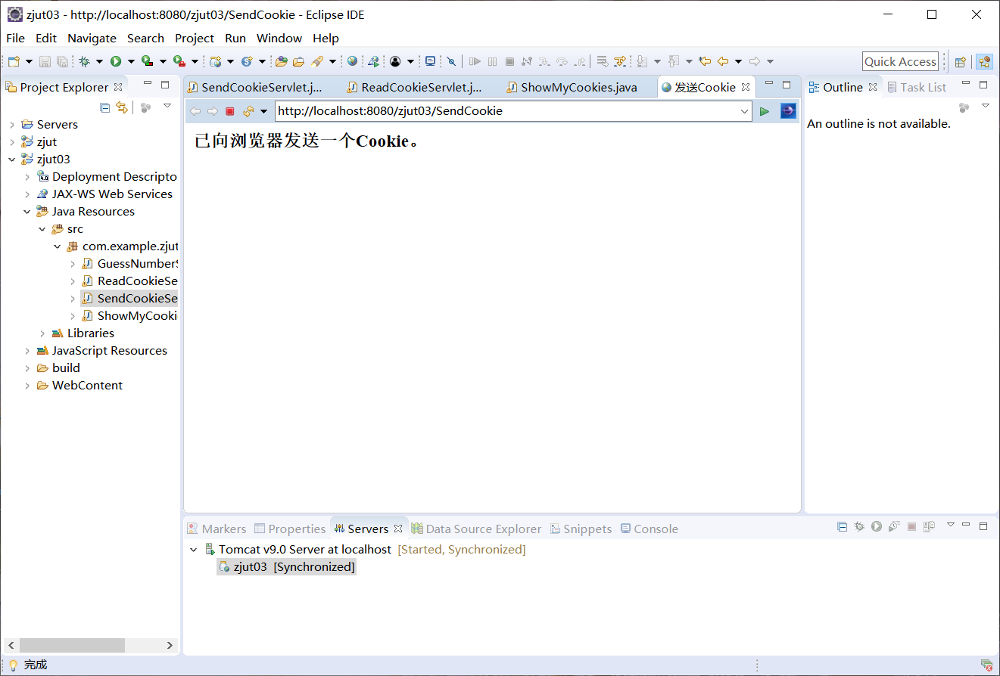 zjut03 - http://localhost:8080/zjut03/SendCookie - Eclipse IDE
File Edit Navigate Search Project Run Window Help
Quick Access
Project Explorer
Servers
zjut
zjut03
Deployment Descripto
JAX-WS Web Services
Java Resources
src
com.example.zjut
GuessNumberS
ReadCookieSe
SendCookieSe
ShowMyCooki
Libraries
JavaScript Resources
build
WebContent
SendCookieServlet.j... ReadCookieServlet.j... ShowMyCookies.java 发送Cookie
http://localhost:8080/zjut03/SendCookie
已向浏览器发送一个Cookie。
Outline Task List
An outline is not available.
Markers Properties Servers Data Source Explorer Snippets Console
Tomcat v9.0 Server at localhost [Started, Synchronized]
zjut03 [Synchronized]
完成